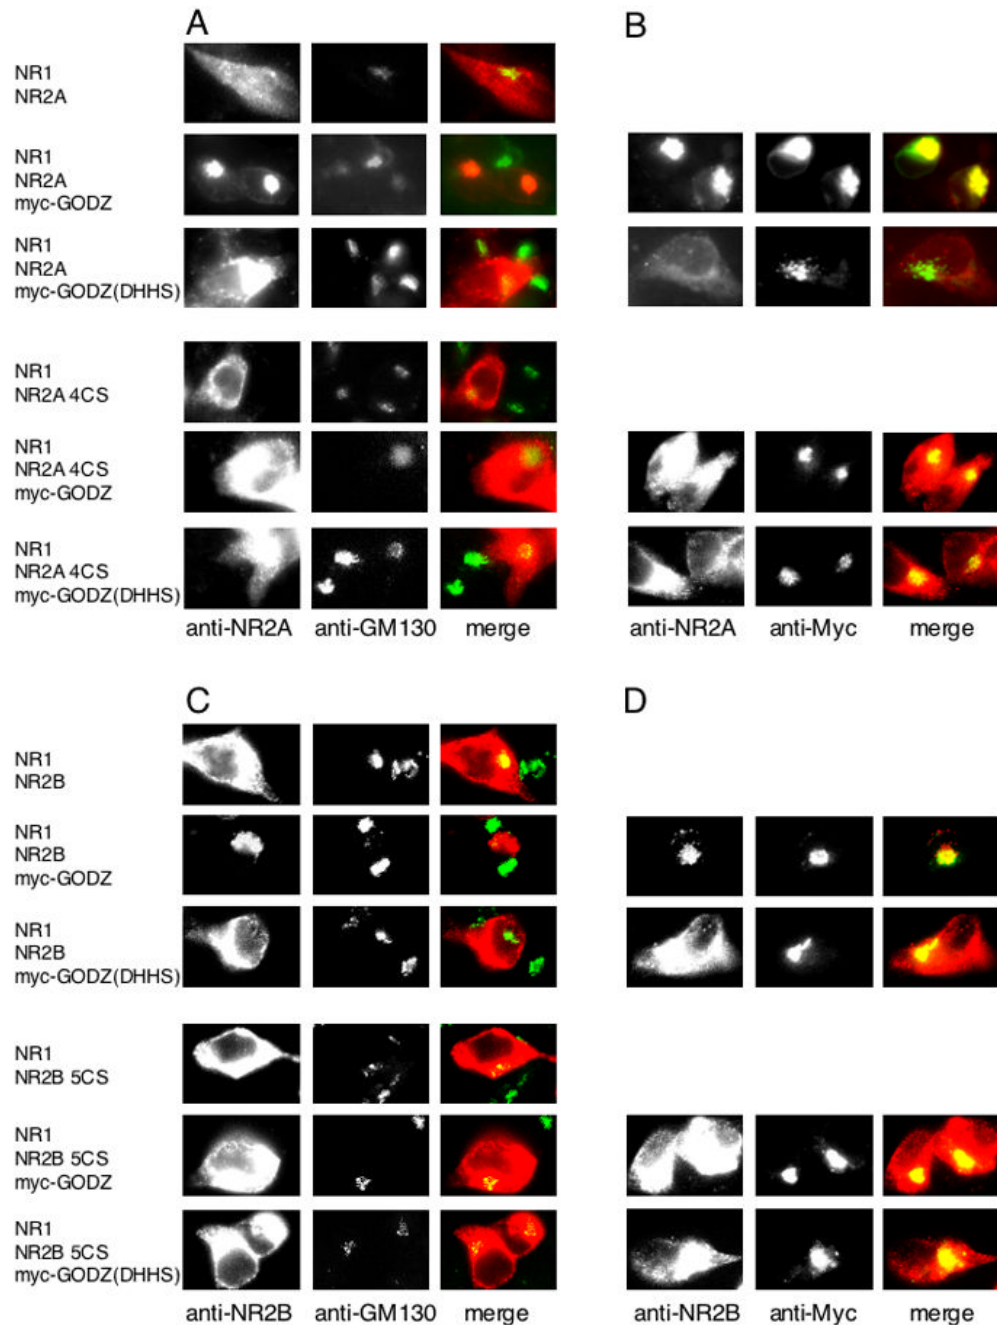 A
B
NR1
NR2A
NR1
NR2A
myc-GODZ
NR1
NR2A
myc-GODZ(DHHS)
NR1
NR2A 4CS
NR1
NR2A 4CS
myc-GODZ
NR1
NR2A 4CS
myc-GODZ(DHHS)
anti-NR2A anti-GM130 merge
anti-NR2A anti-Myc merge
C
D
NR1
NR2B
NR1
NR2B
myc-GODZ
NR1
NR2B
myc-GODZ(DHHS)
NR1
NR2B 5CS
NR1
NR2B 5CS
myc-GODZ
NR1
NR2B 5CS
myc-GODZ(DHHS)
anti-NR2B anti-GM130 merge
anti-NR2B anti-Myc merge